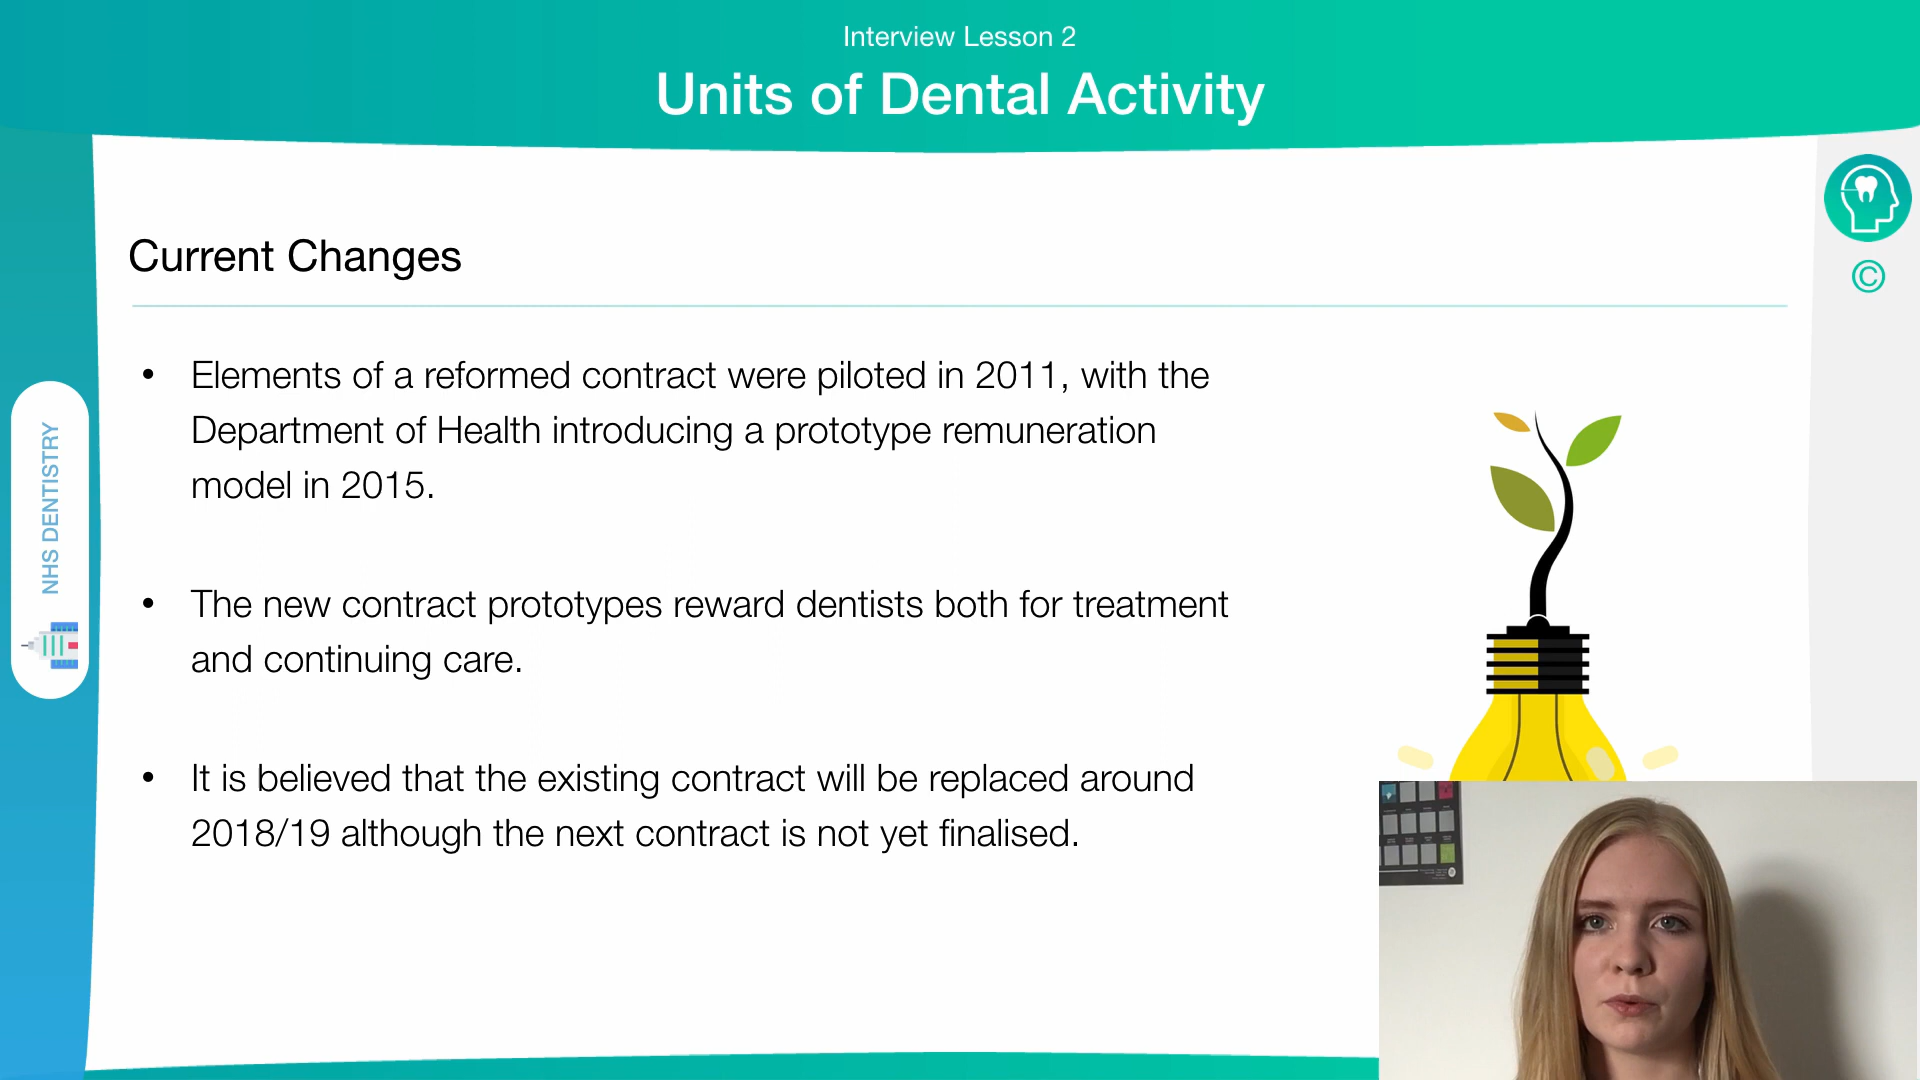 Interview Lesson 2
Units of Dental Activity
©
NHS DENTISTRY
Current Changes
• Elements of a reformed contract were piloted in 2011, with the
Department of Health introducing a prototype remuneration
model in 2015.
• The new contract prototypes reward dentists both for treatment
and continuing care.
• It is believed that the existing contract will be replaced around
2018/19 although the next contract is not yet finalised.